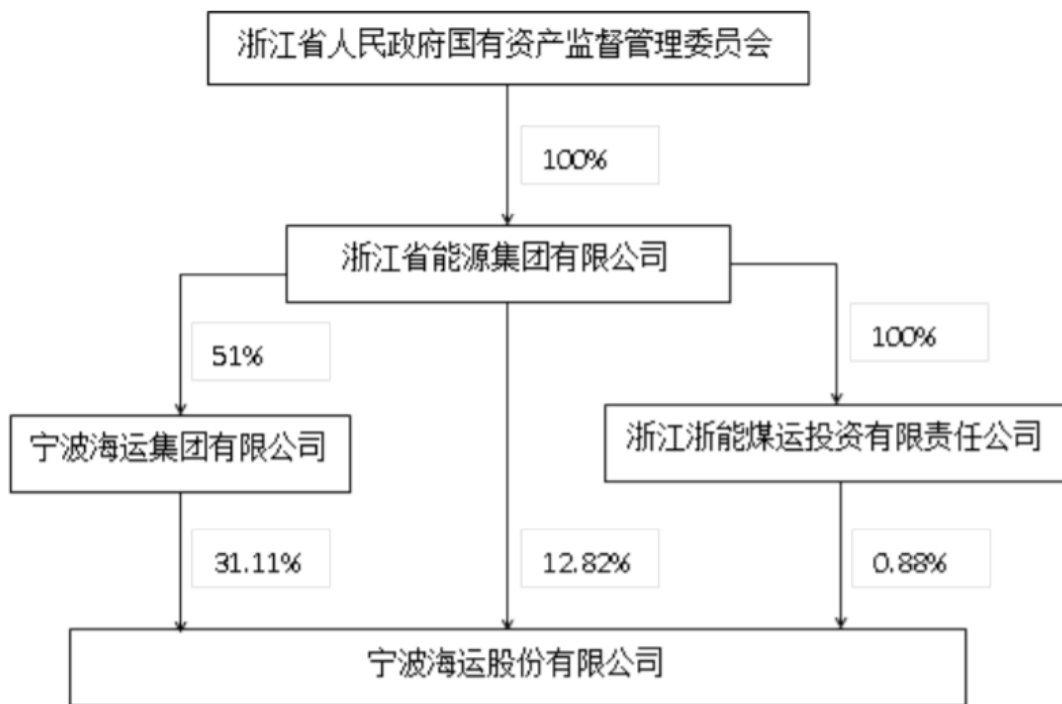 浙江省人民政府国有资产监督管理委员会
100%
浙江省能源集团有限公司
51%
100%
宁波海运集团有限公司
浙江浙能煤运投资有限责任公司
31.11%
12.82%
0.88%
宁波海运股份有限公司